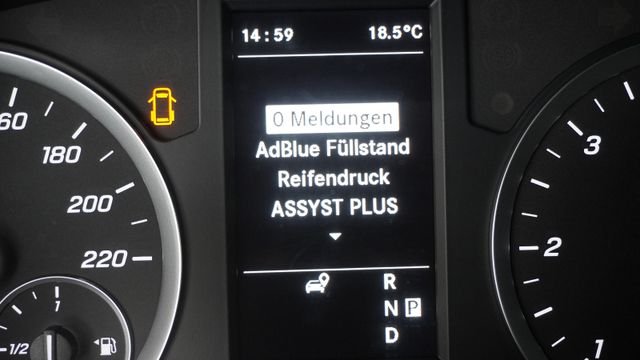 14:59 18.5°C
0 Meldungen
AdBlue Füllstand
Reifendruck
ASSYST PLUS
R
N P
D
160
180
200
220
1
1/2
3
2
1